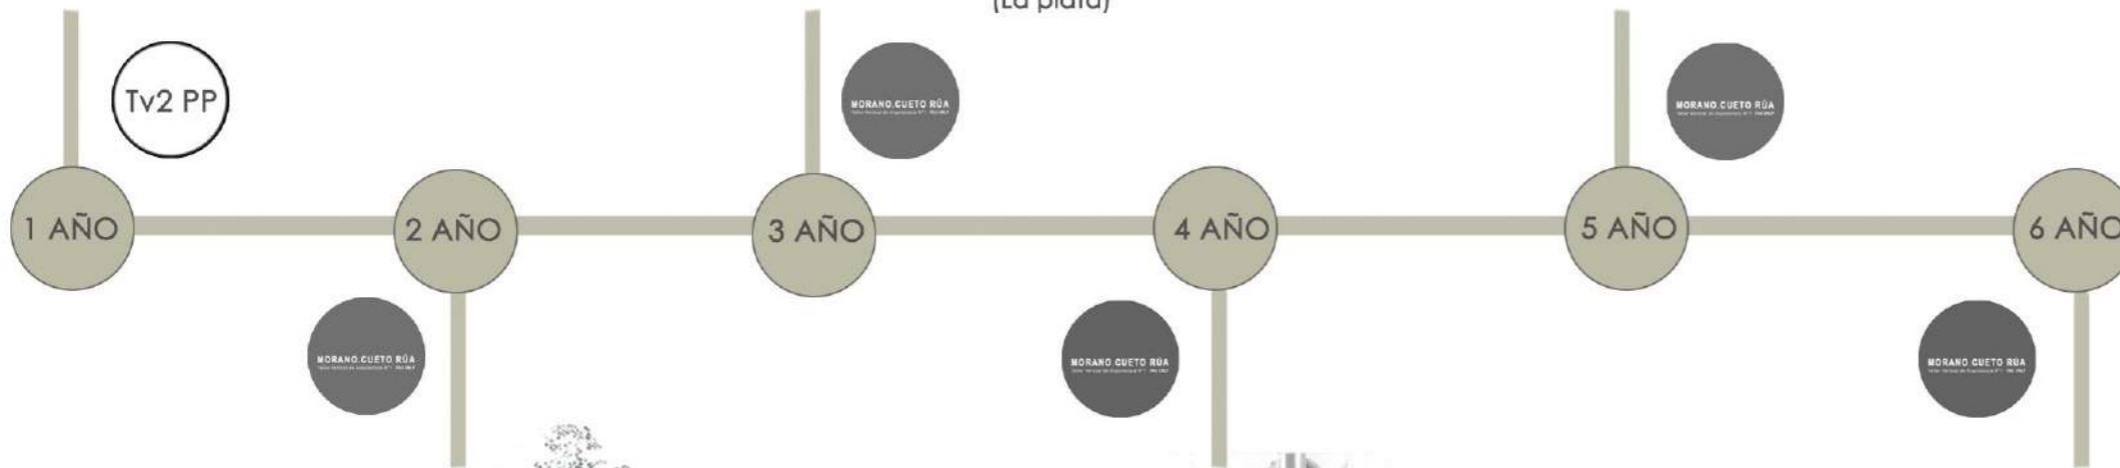 (La plata)
Tv2 PP
MORANO.CUETO RÚA
MORANO.CUETO RÚA
1 AÑO
2 AÑO
3 AÑO
4 AÑO
5 AÑO
6 AÑO
MORANO.CUETO RÚA
MORANO CUETO RÚA
MORANO CUETO RÚA